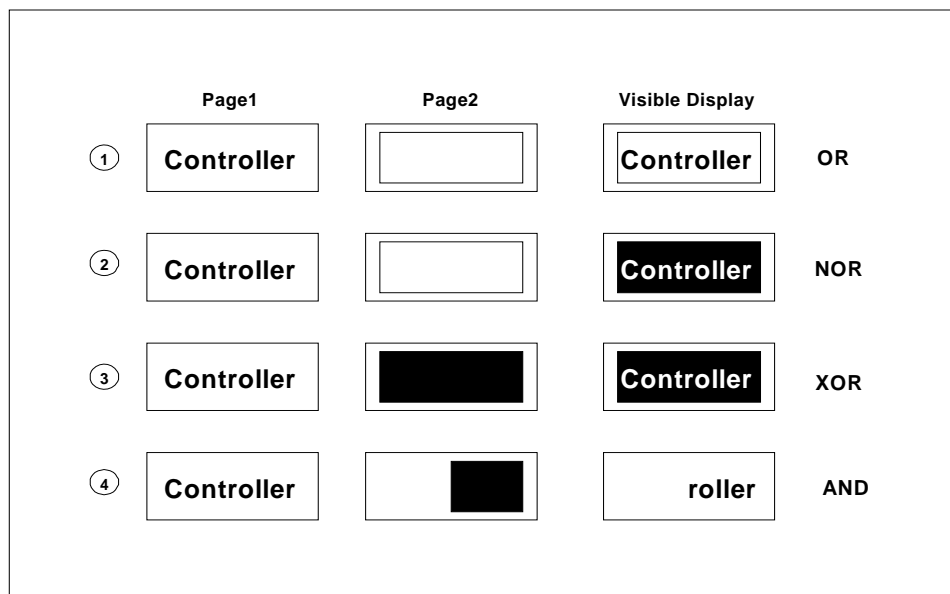 Page1 Page2 Visible Display
1 Controller Controller OR
2 Controller Controller NOR
3 Controller Controller XOR
4 Controller roller AND